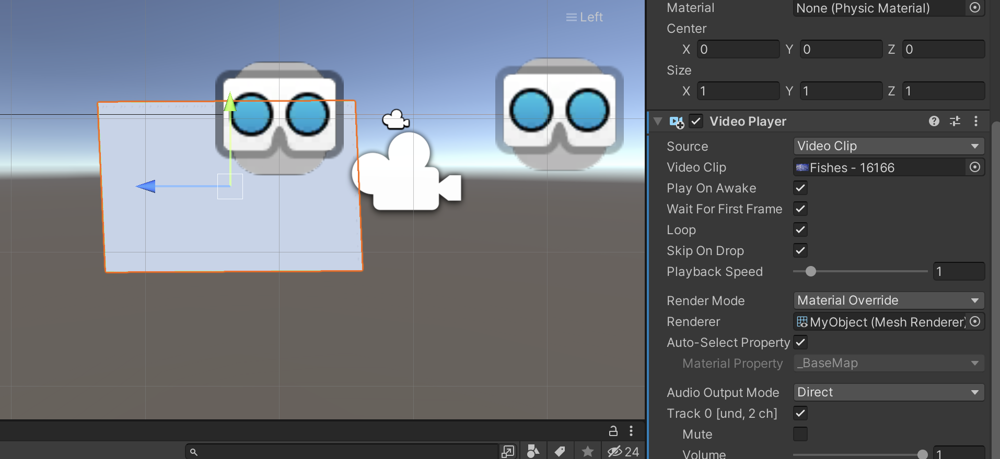 Left
Material None (Physic Material)
Center
X 0 Y 0 Z 0
Size
X 1 Y 1 Z 1
Video Player
Source Video Clip
Video Clip Fishes - 16166
Play On Awake
Wait For First Frame
Loop
Skip On Drop
Playback Speed 1
Render Mode Material Override
Renderer MyObject (Mesh Renderer)
Auto-Select Property
Material Property _BaseMap
Audio Output Mode Direct
Track 0 [und, 2 ch]
Mute
Volume 1
24